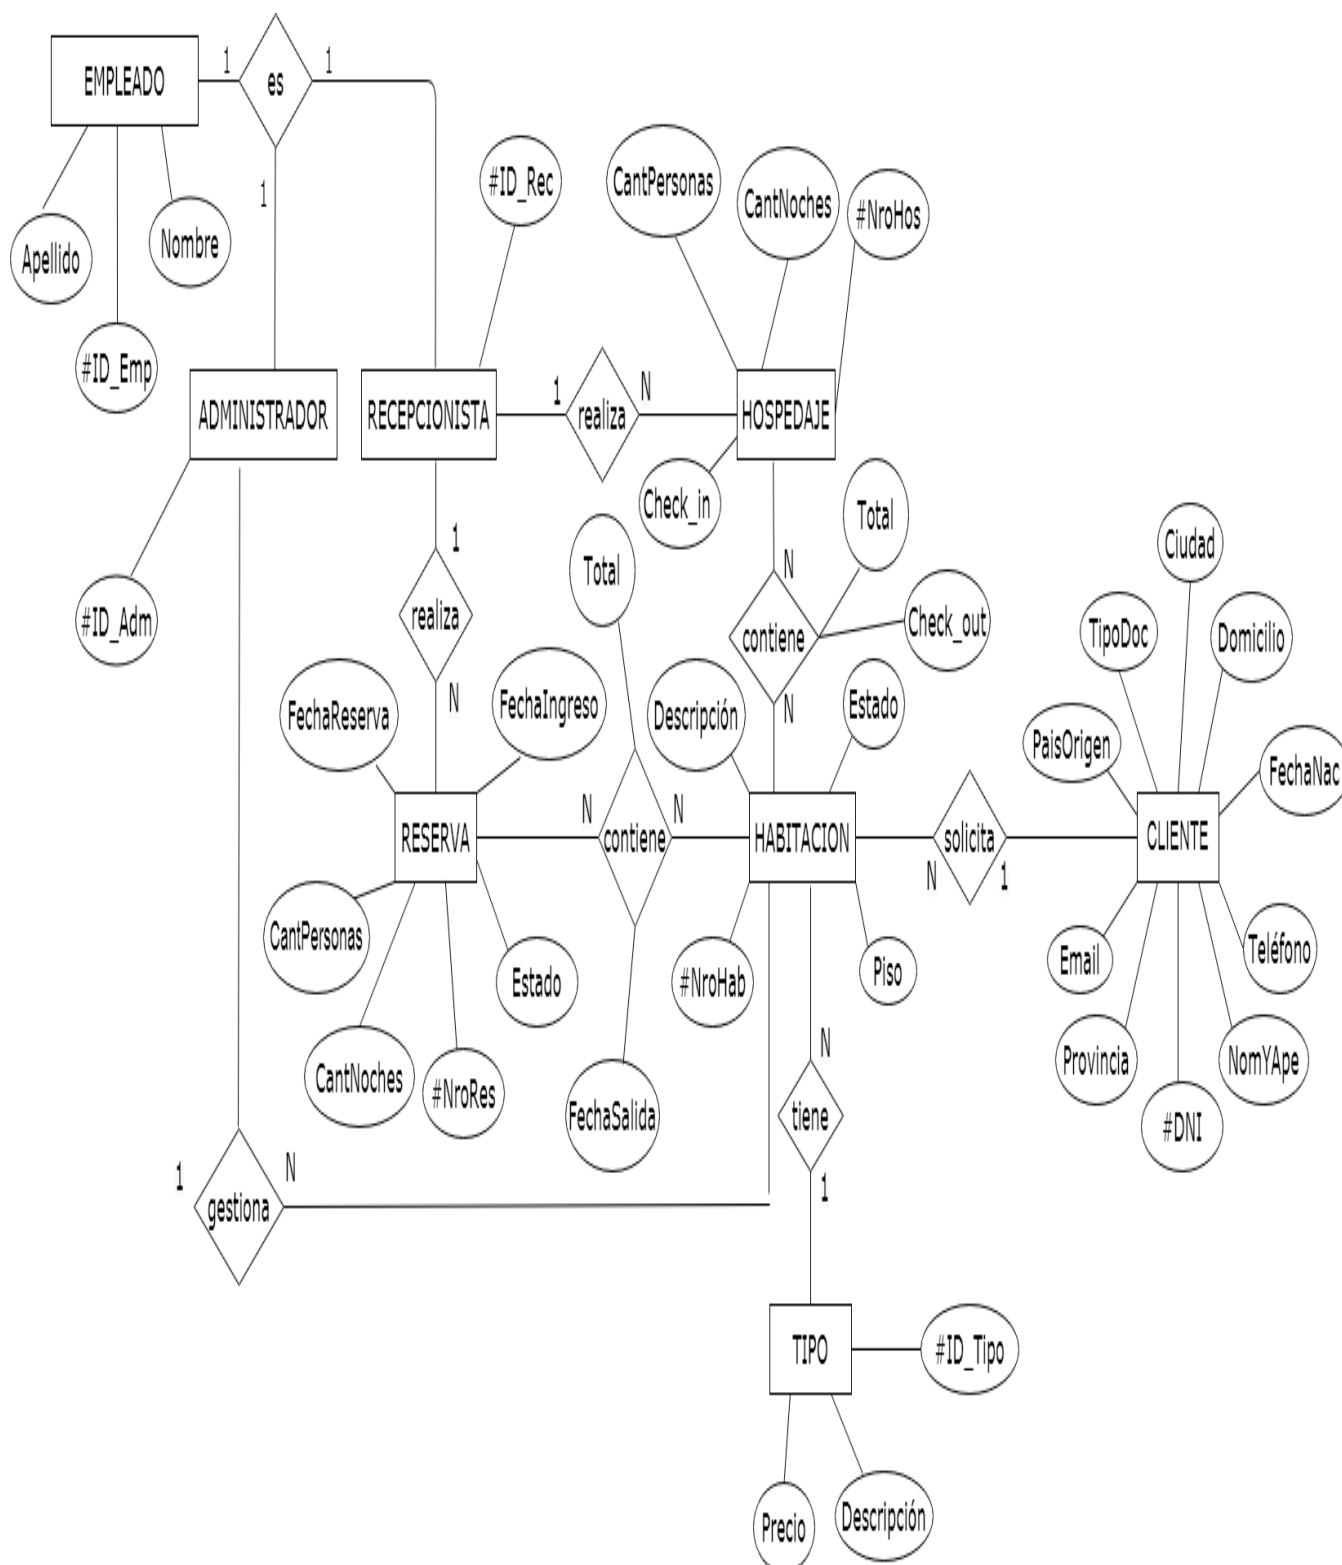 EMPLEADO
1
es
1
1
Apellido
Nombre
#ID_Emp
#ID_Rec
CantPersonas
CantNoches
#NroHos
ADMINISTRADOR
RECEPCIONISTA
1
realiza
N
HOSPEDAJE
Check_in
#ID_Adm
1
realiza
N
Total
N
contiene
N
Total
Check_out
Ciudad
TipoDoc
Domicilio
PaisOrigen
FechaNac
FechaReserva
FechaIngreso
Descripción
Estado
RESERVA
N
contiene
N
HABITACION
N
solicita
1
CLIENTE
CantPersonas
CantNoches
#NroRes
Estado
FechaSalida
#NroHab
Piso
Email
Teléfono
Provincia
NomYApe
#DNI
N
tiene
1
1
gestiona
N
TIPO
#ID_Tipo
Precio
Descripción